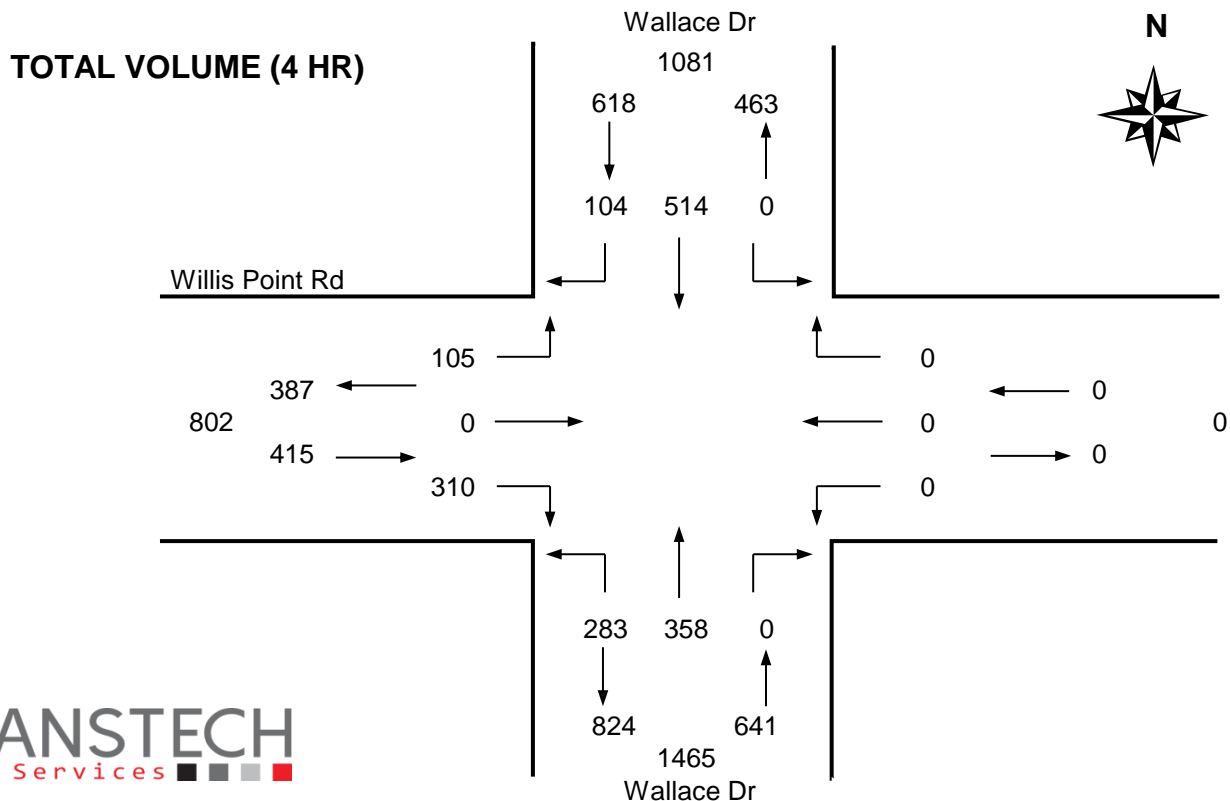 Wallace Dr
N
TOTAL VOLUME (4 HR)
1081
618 463
104 514 0
Willis Point Rd
105 0
387 0
802 0 0 0
415 0
310 0
283 358 0
824 641
1465
Wallace Dr
ANSTECH
Services